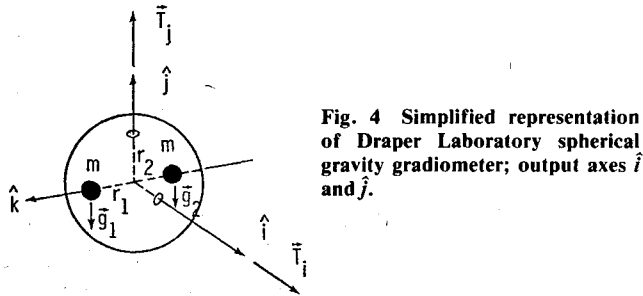 T⃗j
ĵ
m
m
r2
k̂
r1
g⃗1
g⃗2
î
T⃗i
Fig. 4 Simplified representation
of Draper Laboratory spherical
gravity gradiometer; output axes î
and ĵ.